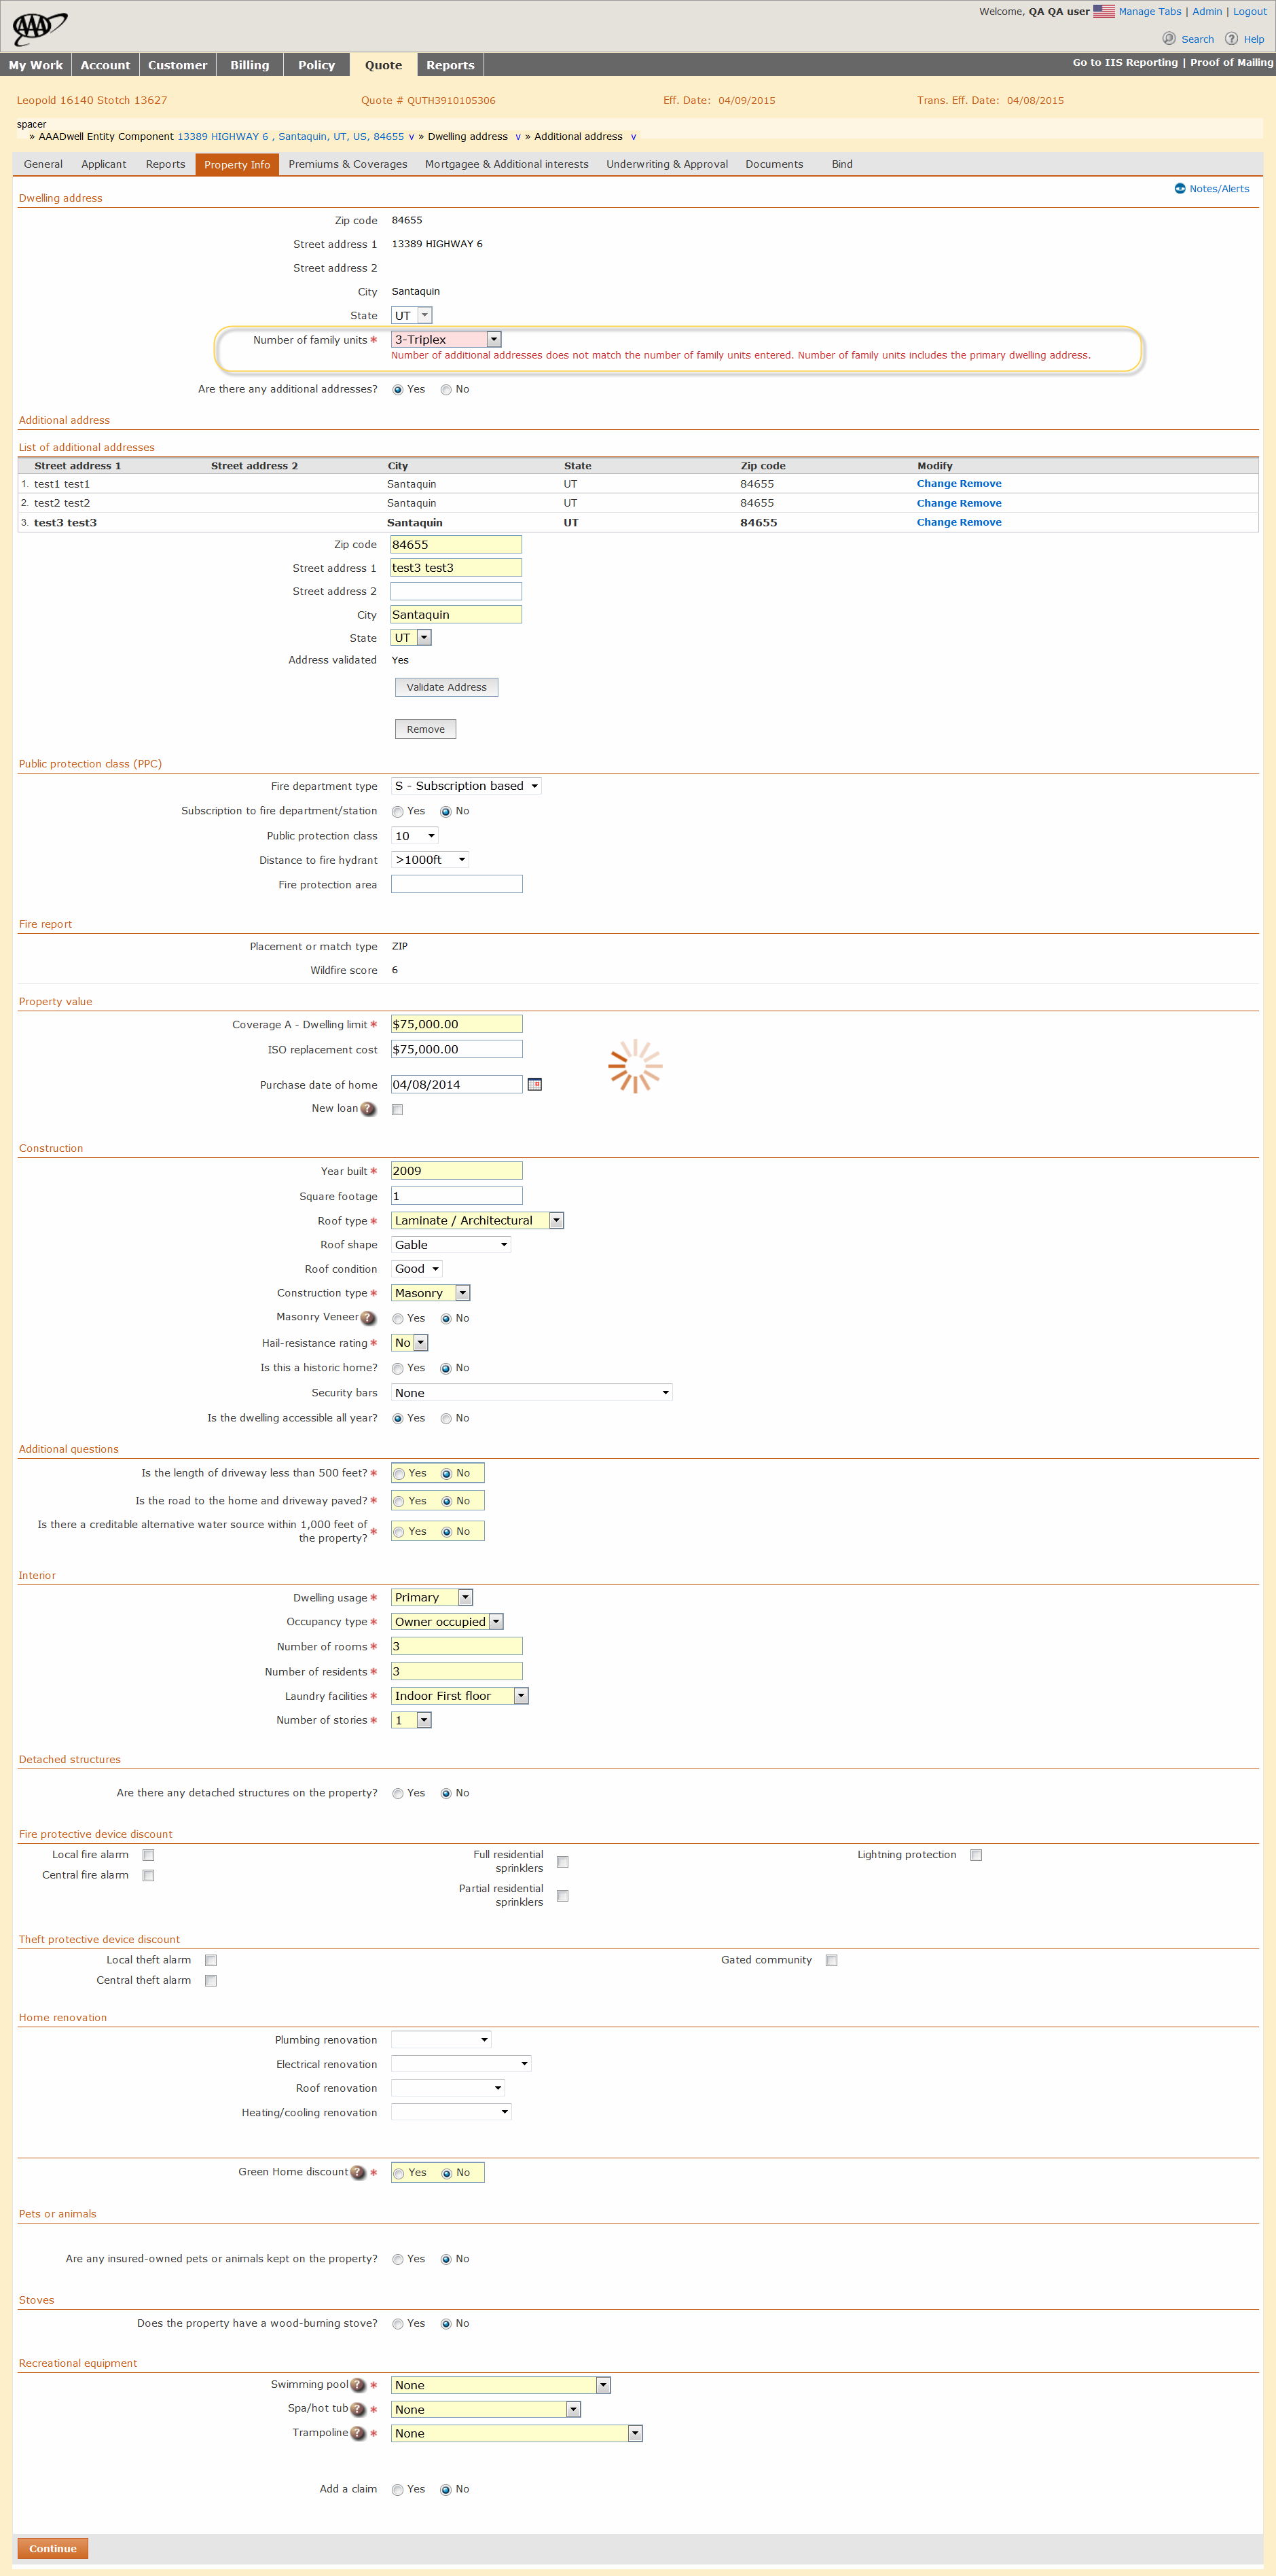 AAA
Welcome, QA QA user Manage Tabs | Admin | Logout
Search Help
My Work Account Customer Billing Policy Quote Reports
Go to IIS Reporting | Proof of Mailing
Leopold 16140 Stotch 13627 Quote # QUTH3910105306 Eff. Date: 04/09/2015 Trans. Eff. Date: 04/08/2015
spacer
» AAADwell Entity Component 13389 HIGHWAY 6 , Santaquin, UT, US, 84655 v » Dwelling address v » Additional address v
General Applicant Reports Property Info Premiums & Coverages Mortgagee & Additional interests Underwriting & Approval Documents Bind
Notes/Alerts
Dwelling address
Zip code 84655
Street address 1 13389 HIGHWAY 6
Street address 2
City Santaquin
State UT
Number of family units * 3-Triplex
Number of additional addresses does not match the number of family units entered. Number of family units includes the primary dwelling address.
Are there any additional addresses? Yes No
Additional address
List of additional addresses
Street address 1 Street address 2 City State Zip code Modify
1. test1 test1 Santaquin UT 84655 Change Remove
2. test2 test2 Santaquin UT 84655 Change Remove
3. test3 test3 Santaquin UT 84655 Change Remove
Zip code 84655
Street address 1 test3 test3
Street address 2
City Santaquin
State UT
Address validated Yes
Validate Address
Remove
Public protection class (PPC)
Fire department type S - Subscription based
Subscription to fire department/station Yes No
Public protection class 10
Distance to fire hydrant >1000ft
Fire protection area
Fire report
Placement or match type ZIP
Wildfire score 6
Property value
Coverage A - Dwelling limit * $75,000.00
ISO replacement cost $75,000.00
Purchase date of home 04/08/2014
New loan ?
Construction
Year built * 2009
Square footage 1
Roof type * Laminate / Architectural
Roof shape Gable
Roof condition Good
Construction type * Masonry
Masonry Veneer ? Yes No
Hail-resistance rating * No
Is this a historic home? Yes No
Security bars None
Is the dwelling accessible all year? Yes No
Additional questions
Is the length of driveway less than 500 feet? * Yes No
Is the road to the home and driveway paved? * Yes No
Is there a creditable alternative water source within 1,000 feet of
the property? * Yes No
Interior
Dwelling usage * Primary
Occupancy type * Owner occupied
Number of rooms * 3
Number of residents * 3
Laundry facilities * Indoor First floor
Number of stories * 1
Detached structures
Are there any detached structures on the property? Yes No
Fire protective device discount
Local fire alarm Full residential sprinklers Lightning protection
Central fire alarm
Partial residential sprinklers
Theft protective device discount
Local theft alarm Gated community
Central theft alarm
Home renovation
Plumbing renovation
Electrical renovation
Roof renovation
Heating/cooling renovation
Green Home discount ? * Yes No
Pets or animals
Are any insured-owned pets or animals kept on the property? Yes No
Stoves
Does the property have a wood-burning stove? Yes No
Recreational equipment
Swimming pool ? * None
Spa/hot tub ? * None
Trampoline ? * None
Add a claim Yes No
Continue